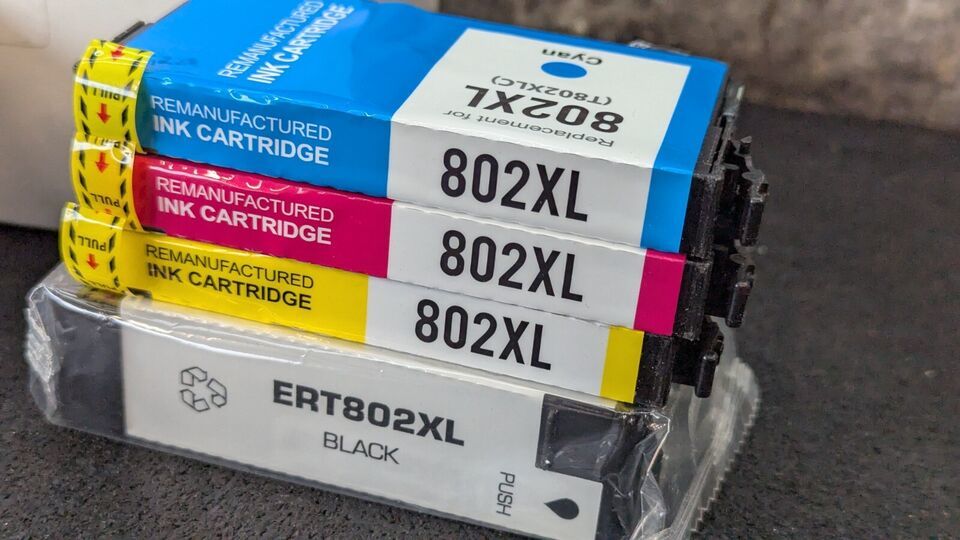 REMANUFACTURED
INK CARTRIDGE
Cyan
(T802XLC)
802XL
Replacement for
PULL
REMANUFACTURED
INK CARTRIDGE
802XL
PULL
REMANUFACTURED
INK CARTRIDGE
802XL
PULL
REMANUFACTURED
INK CARTRIDGE
802XL
ERT802XL
BLACK
PUSH